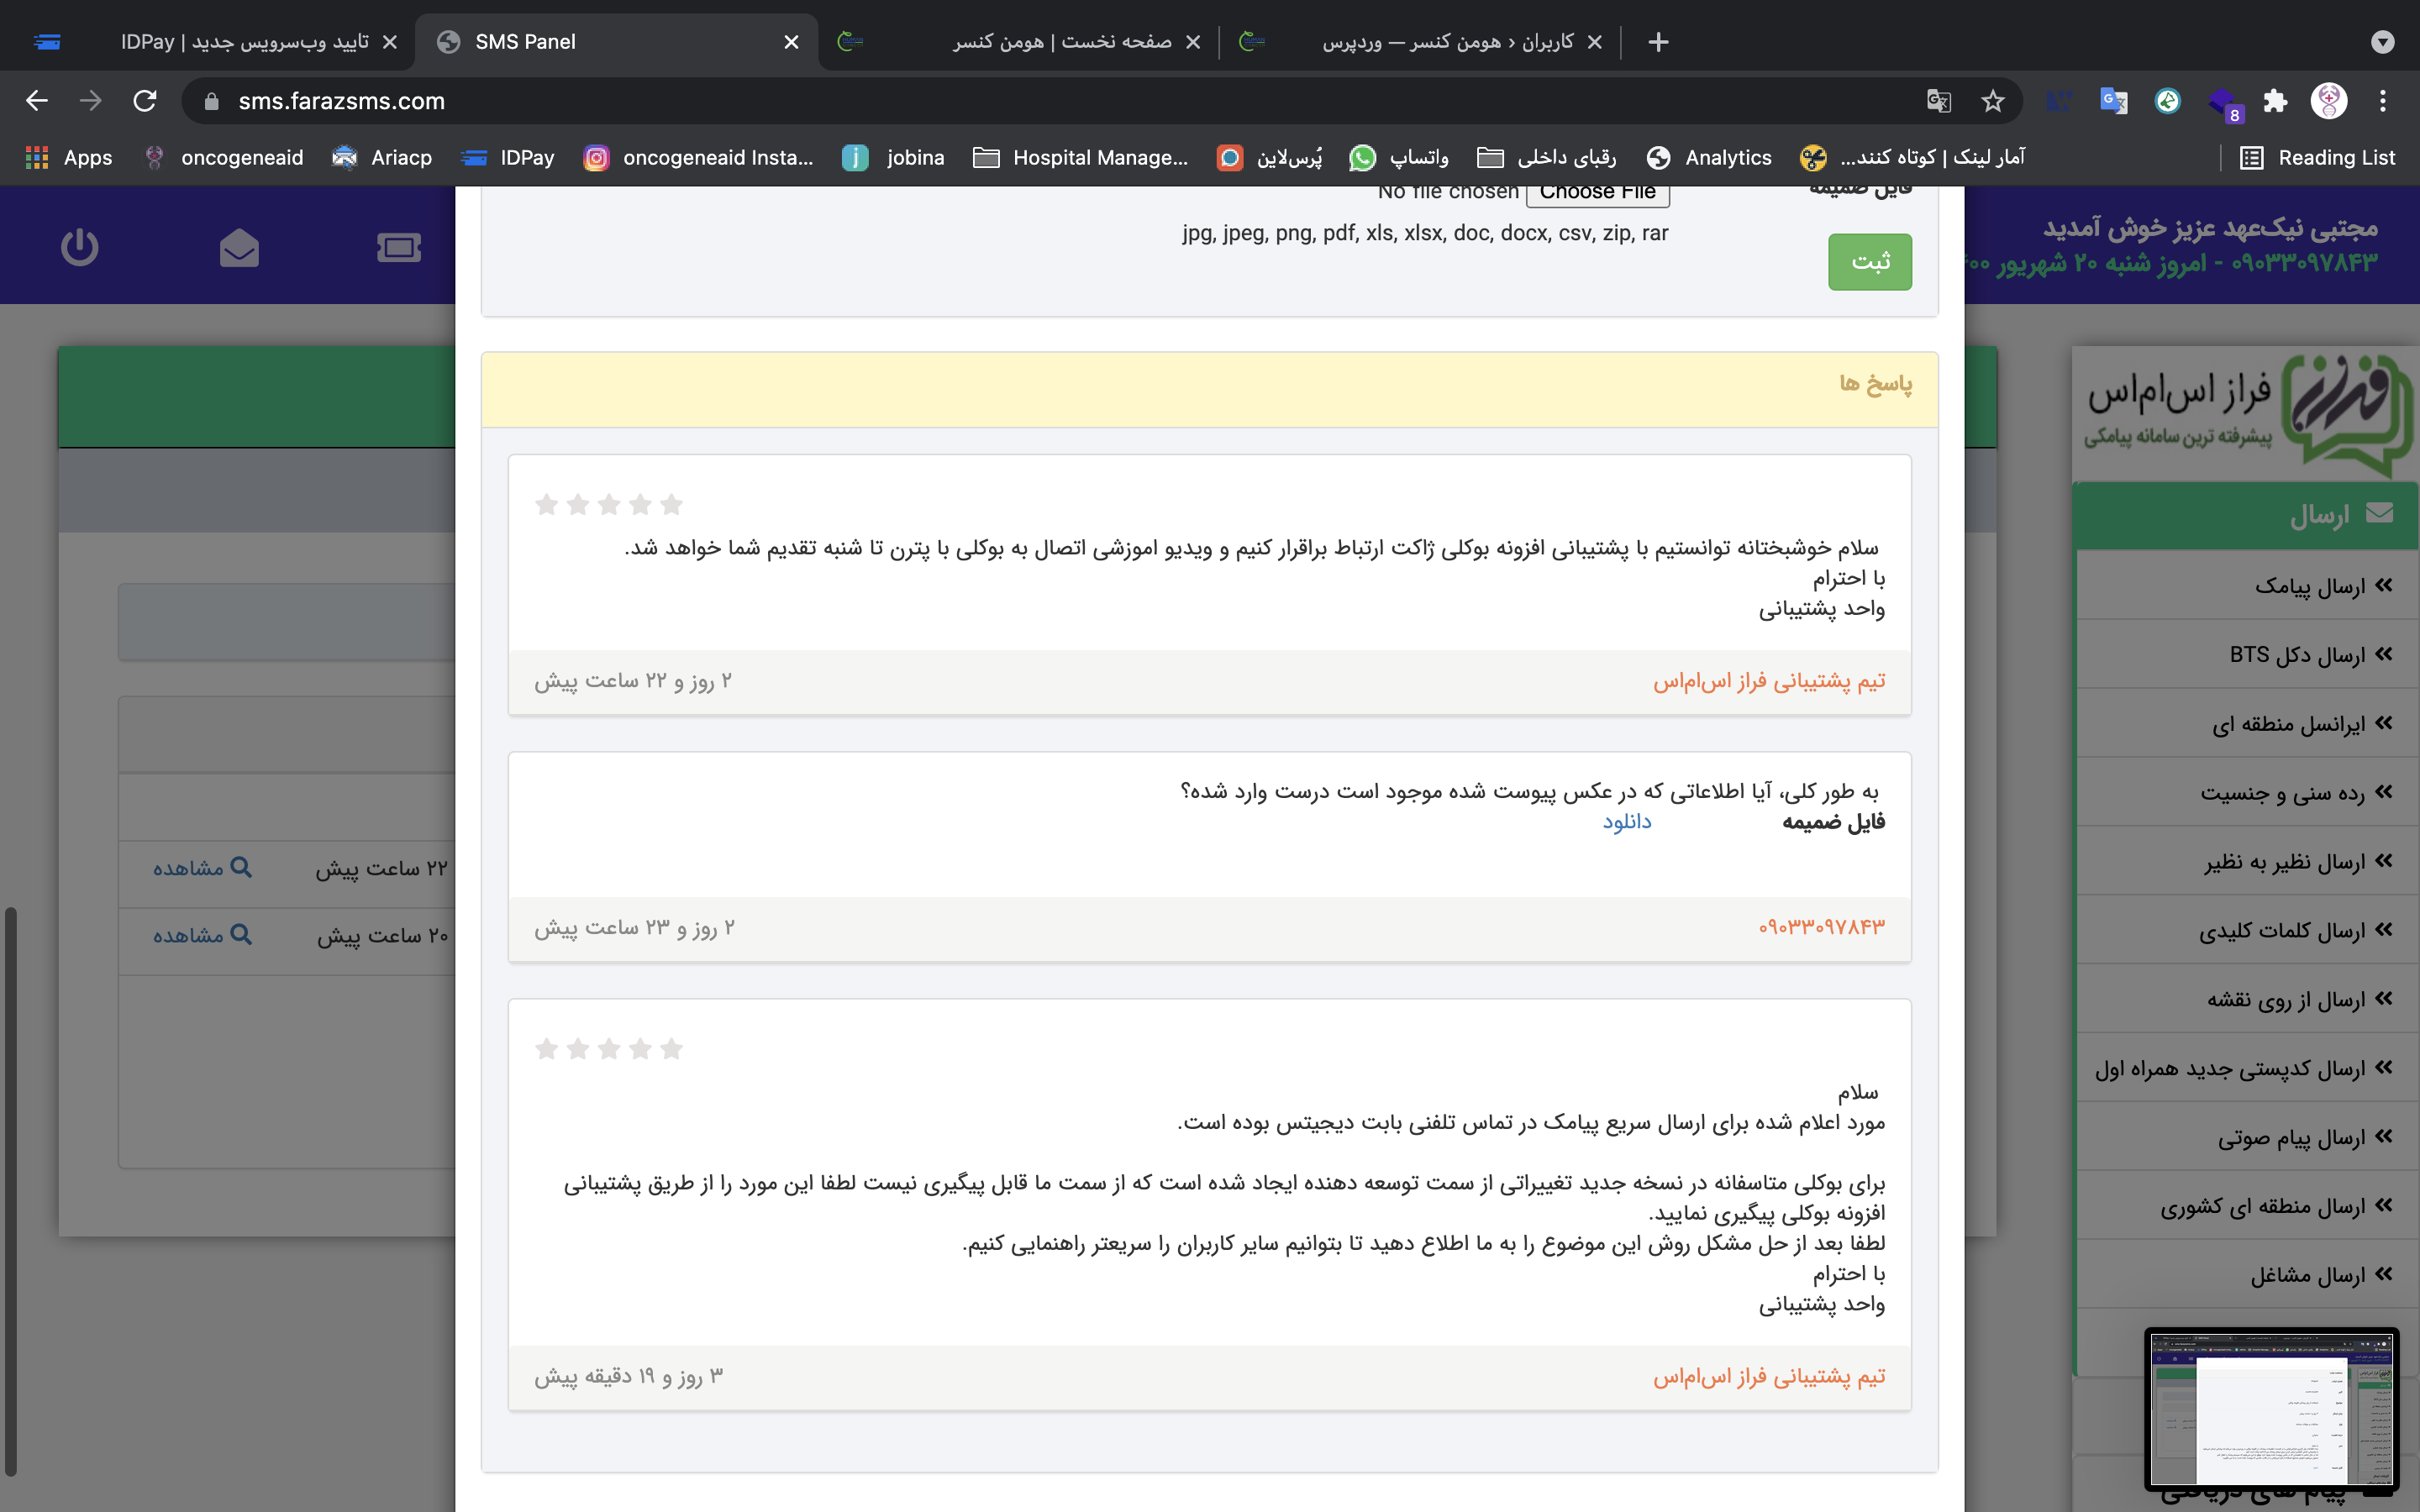 تایید وب‌سرویس جدید | IDPay
SMS Panel
صفحه نخست | هومن کنسر
کاربران ‹ هومن کنسر — وردپرس
sms.farazsms.com
8
Apps
oncogeneaid
Ariacp
IDPay
oncogeneaid Insta...
jobina
Hospital Manage...
پُرس‌لاین
واتساپ
رقبای داخلی
Analytics
آمار لینک | کوتاه کنند...
Reading List
مجتبی نیک‌عهد عزیز خوش آمدید
۰۹۰۳۳۰۹۷۸۴۳ - امروز شنبه ۲۰ شهریور
فایل ضمیمه
Choose File No file chosen
jpg, jpeg, png, pdf, xls, xlsx, doc, docx, csv, zip, rar
ثبت
پاسخ ها
سلام خوشبختانه توانستیم با پشتیبانی افزونه بوکلی ژاکت ارتباط براقرار کنیم و ویدیو اموزشی اتصال به بوکلی با پترن تا شنبه تقدیم شما خواهد شد.
با احترام
واحد پشتیبانی
تیم پشتیبانی فراز اس‌ام‌اس
۲ روز و ۲۲ ساعت پیش
به طور کلی، آیا اطلاعاتی که در عکس پیوست شده موجود است درست وارد شده؟
فایل ضمیمه دانلود
۰۹۰۳۳۰۹۷۸۴۳
۲ روز و ۲۳ ساعت پیش
سلام
مورد اعلام شده برای ارسال سریع پیامک در تماس تلفنی بابت دیجیتس بوده است.
برای بوکلی متاسفانه در نسخه جدید تغییراتی از سمت توسعه دهنده ایجاد شده است که از سمت ما قابل پیگیری نیست لطفا این مورد را از طریق پشتیبانی
افزونه بوکلی پیگیری نمایید.
لطفا بعد از حل مشکل روش این موضوع را به ما اطلاع دهید تا بتوانیم سایر کاربران را سریعتر راهنمایی کنیم.
با احترام
واحد پشتیبانی
تیم پشتیبانی فراز اس‌ام‌اس
۳ روز و ۱۹ دقیقه پیش
۲۲ ساعت پیش
مشاهده
۲۰ ساعت پیش
مشاهده
فراز اس‌ام‌اس
پیشرفته ترین سامانه پیامکی
ارسال
ارسال پیامک
ارسال دکل BTS
ایرانسل منطقه ای
رده سنی و جنسیت
ارسال نظیر به نظیر
ارسال کلمات کلیدی
ارسال از روی نقشه
ارسال کدپستی جدید همراه اول
ارسال پیام صوتی
ارسال منطقه ای کشوری
ارسال مشاغل